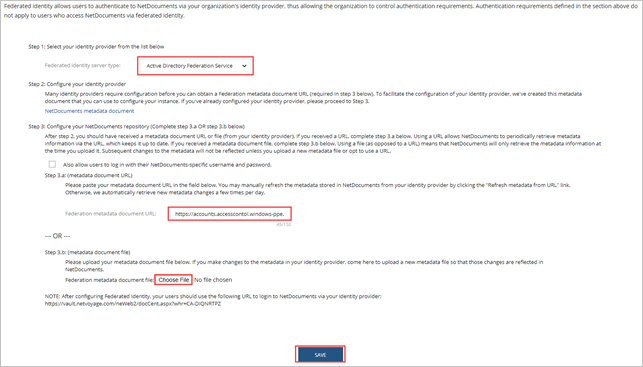 Federated identity allows users to authenticate to NetDocuments via your organization's identity provider, thus allowing the organization to control authentication requirements. Authentication requirements defined in the section above do
not apply to users who access NetDocuments via federated identity.
Step 1: Select your identity provider from the list below
Federated identity server type: Active Directory Federation Service
Step 2: Configure your identity provider
Many identity providers require configuration before you can obtain a Federation metadata document URL (required in step 3 below). To facilitate the configuration of your identity provider, we've created this metadata
document that you can use to configure your instance. If you've already configured your identity provider, please proceed to Step 3.
NetDocuments metadata document
Step 3: Configure your NetDocuments repository (Complete step 3.a OR step 3.b below)
After step 2, you should have received a metadata document URL or file (from your identity provider). If you received a URL, complete step 3.a below. Using a URL allows NetDocuments to periodically retrieve metadata
information via the URL, which keeps it up to date. If you received a metadata document file, complete step 3.b below. Using a file (as opposed to a URL) means that NetDocuments will only retrieve the metadata information at
the time you upload it. Subsequent changes to the metadata will not be reflected unless you upload a new metadata file or opt to use a URL.
Also allow users to log in with their NetDocuments-specific username and password.
Step 3.a: (metadata document URL)
Please paste your metadata document URL in the field below. You may manually refresh the metadata stored in NetDocuments from your identity provider by clicking the "Refresh metadata from URL" link.
Otherwise, we automatically retrieve new metadata changes a few times per day.
Federation metadata document URL: https://accounts.accesscontol.windows-ppe.
45/150
--- OR ---
Step 3.b: (metadata document file)
Please upload your metadata document file below. If you make changes to the metadata in your identity provider, come here to upload a new metadata file so that those changes are reflected in
NetDocuments.
Federation metadata document file: Choose File No file chosen
NOTE: After configuring Federated Identity, your users should use the following URL to login to NetDocuments via your identity provider:
https://vault.netvoyage.com/neWeb2/docCent.aspx?whr=CA-DIQNRTPZ
SAVE